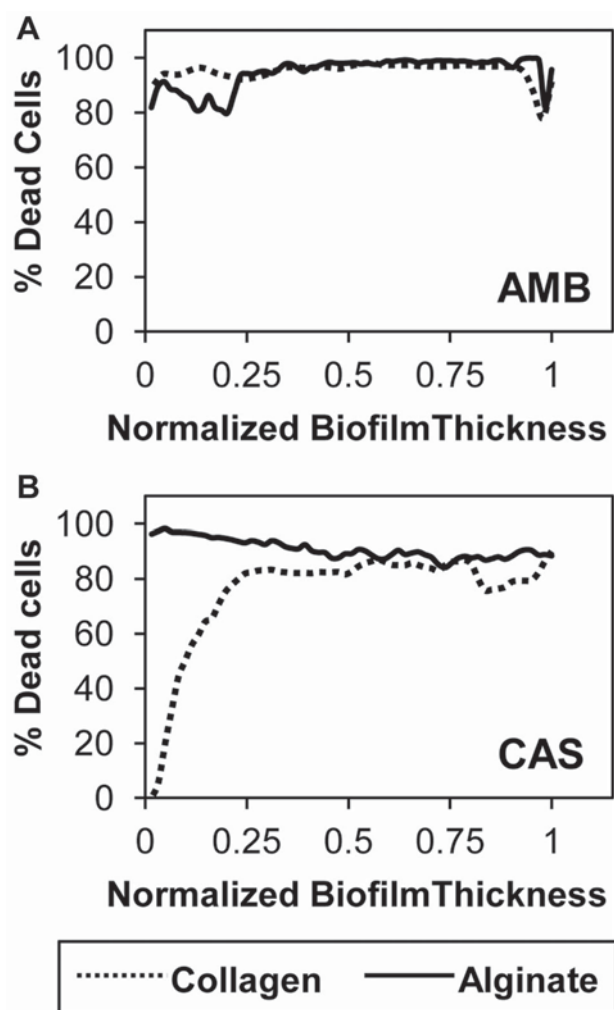 A
% Dead Cells
100
80
60
40
20
0
AMB
0 0.25 0.5 0.75 1
Normalized BiofilmThickness
B
% Dead cells
100
80
60
40
20
0
CAS
0 0.25 0.5 0.75 1
Normalized BiofilmThickness
Collagen Alginate